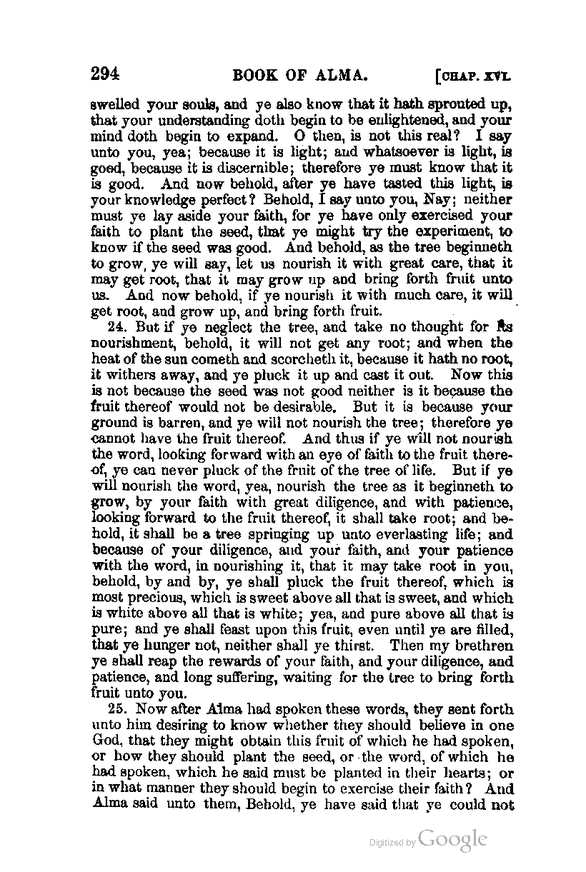 294 BOOK OF ALMA. [CHAP. XVI.
swelled your souls, and ye also know that it hath sprouted up,
that your understanding doth begin to be enlightened, and your
mind doth begin to expand. O then, is not this real? I say
unto you, yea; because it is light; and whatsoever is light, is
good, because it is discernible; therefore ye must know that it
is good. And now behold, after ye have tasted this light, is
your knowledge perfect? Behold, I say unto you, Nay; neither
must ye lay aside your faith, for ye have only exercised your
faith to plant the seed, that ye might try the experiment, to
know if the seed was good. And behold, as the tree beginneth
to grow, ye will say, let us nourish it with great care, that it
may get root, that it may grow up and bring forth fruit unto
us. And now behold, if ye nourish it with much care, it will
get root, and grow up, and bring forth fruit.
24. But if ye neglect the tree, and take no thought for its
nourishment, behold, it will not get any root; and when the
heat of the sun cometh and scorcheth it, because it hath no root,
it withers away, and ye pluck it up and cast it out. Now this
is not because the seed was not good neither is it because the
fruit thereof would not be desirable. But it is because your
ground is barren, and ye will not nourish the tree; therefore ye
cannot have the fruit thereof. And thus if ye will not nourish
the word, looking forward with an eye of faith to the fruit there-
of, ye can never pluck of the fruit of the tree of life. But if ye
will nourish the word, yea, nourish the tree as it beginneth to
grow, by your faith with great diligence, and with patience,
looking forward to the fruit thereof, it shall take root; and be-
hold, it shall be a tree springing up unto everlasting life; and
because of your diligence, and your faith, and your patience
with the word, in nourishing it, that it may take root in you,
behold, by and by, ye shall pluck the fruit thereof, which is
most precious, which is sweet above all that is sweet, and which
is white above all that is white; yea, and pure above all that is
pure; and ye shall feast upon this fruit, even until ye are filled,
that ye hunger not, neither shall ye thirst. Then my brethren
ye shall reap the rewards of your faith, and your diligence, and
patience, and long suffering, waiting for the tree to bring forth
fruit unto you.
25. Now after Alma had spoken these words, they sent forth
unto him desiring to know whether they should believe in one
God, that they might obtain this fruit of which he had spoken,
or how they should plant the seed, or the word, of which he
had spoken, which he said must be planted in their hearts; or
in what manner they should begin to exercise their faith? And
Alma said unto them, Behold, ye have said that ye could not
Digitized by Google